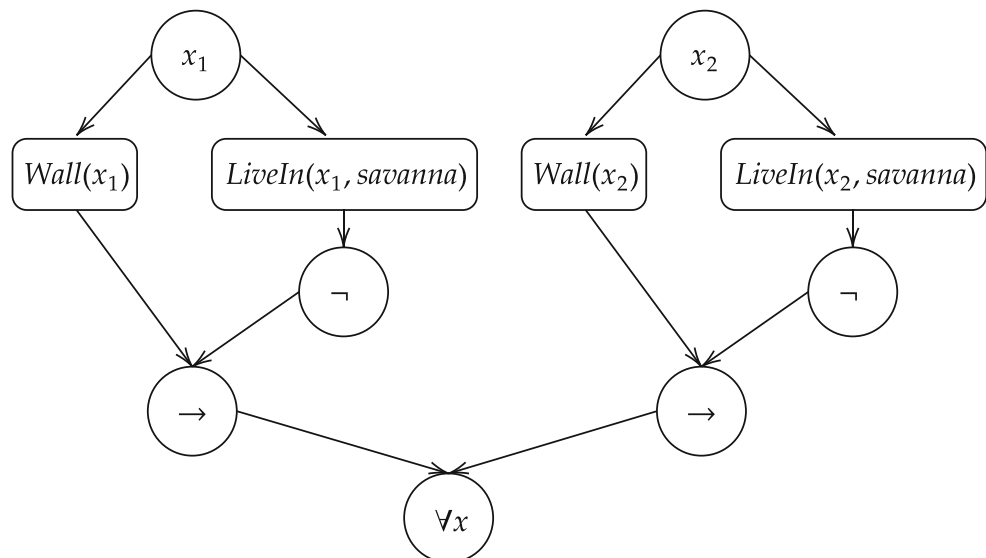 x₁ x₂
Wall(x₁) LiveIn(x₁, savanna) Wall(x₂) LiveIn(x₂, savanna)
¬ ¬
→ →
∀x